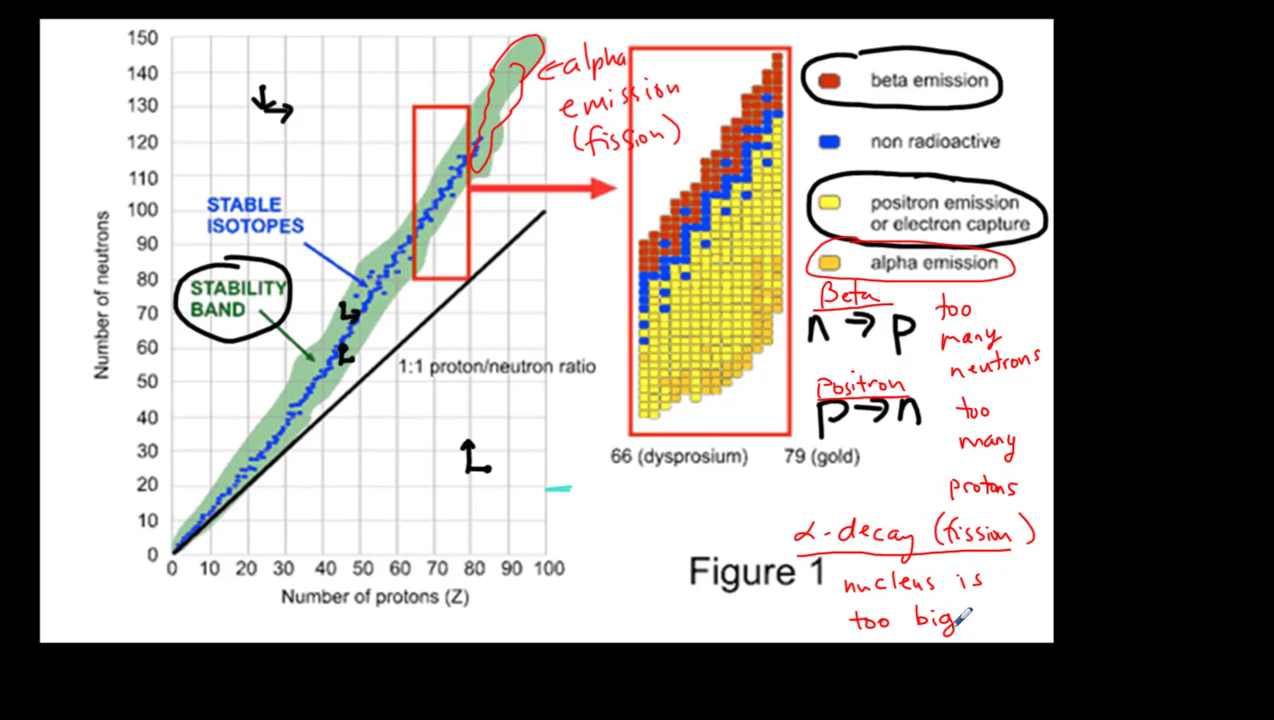 150
140
130
120
110
100
90
80
70
60
50
40
30
20
10
0
Number of neutrons
0 10 20 30 40 50 60 70 80 90 100
Number of protons (Z)
STABLE
ISOTOPES
STABILITY
BAND
1:1 proton/neutron ratio
alpha
emission
(fission)
66 (dysprosium) 79 (gold)
beta emission
non radioactive
positron emission
or electron capture
alpha emission
Beta
n → p
too
many
neutrons
Positron
p → n
too
many
protons
α-decay (fission)
nucleus is
too big
Figure 1